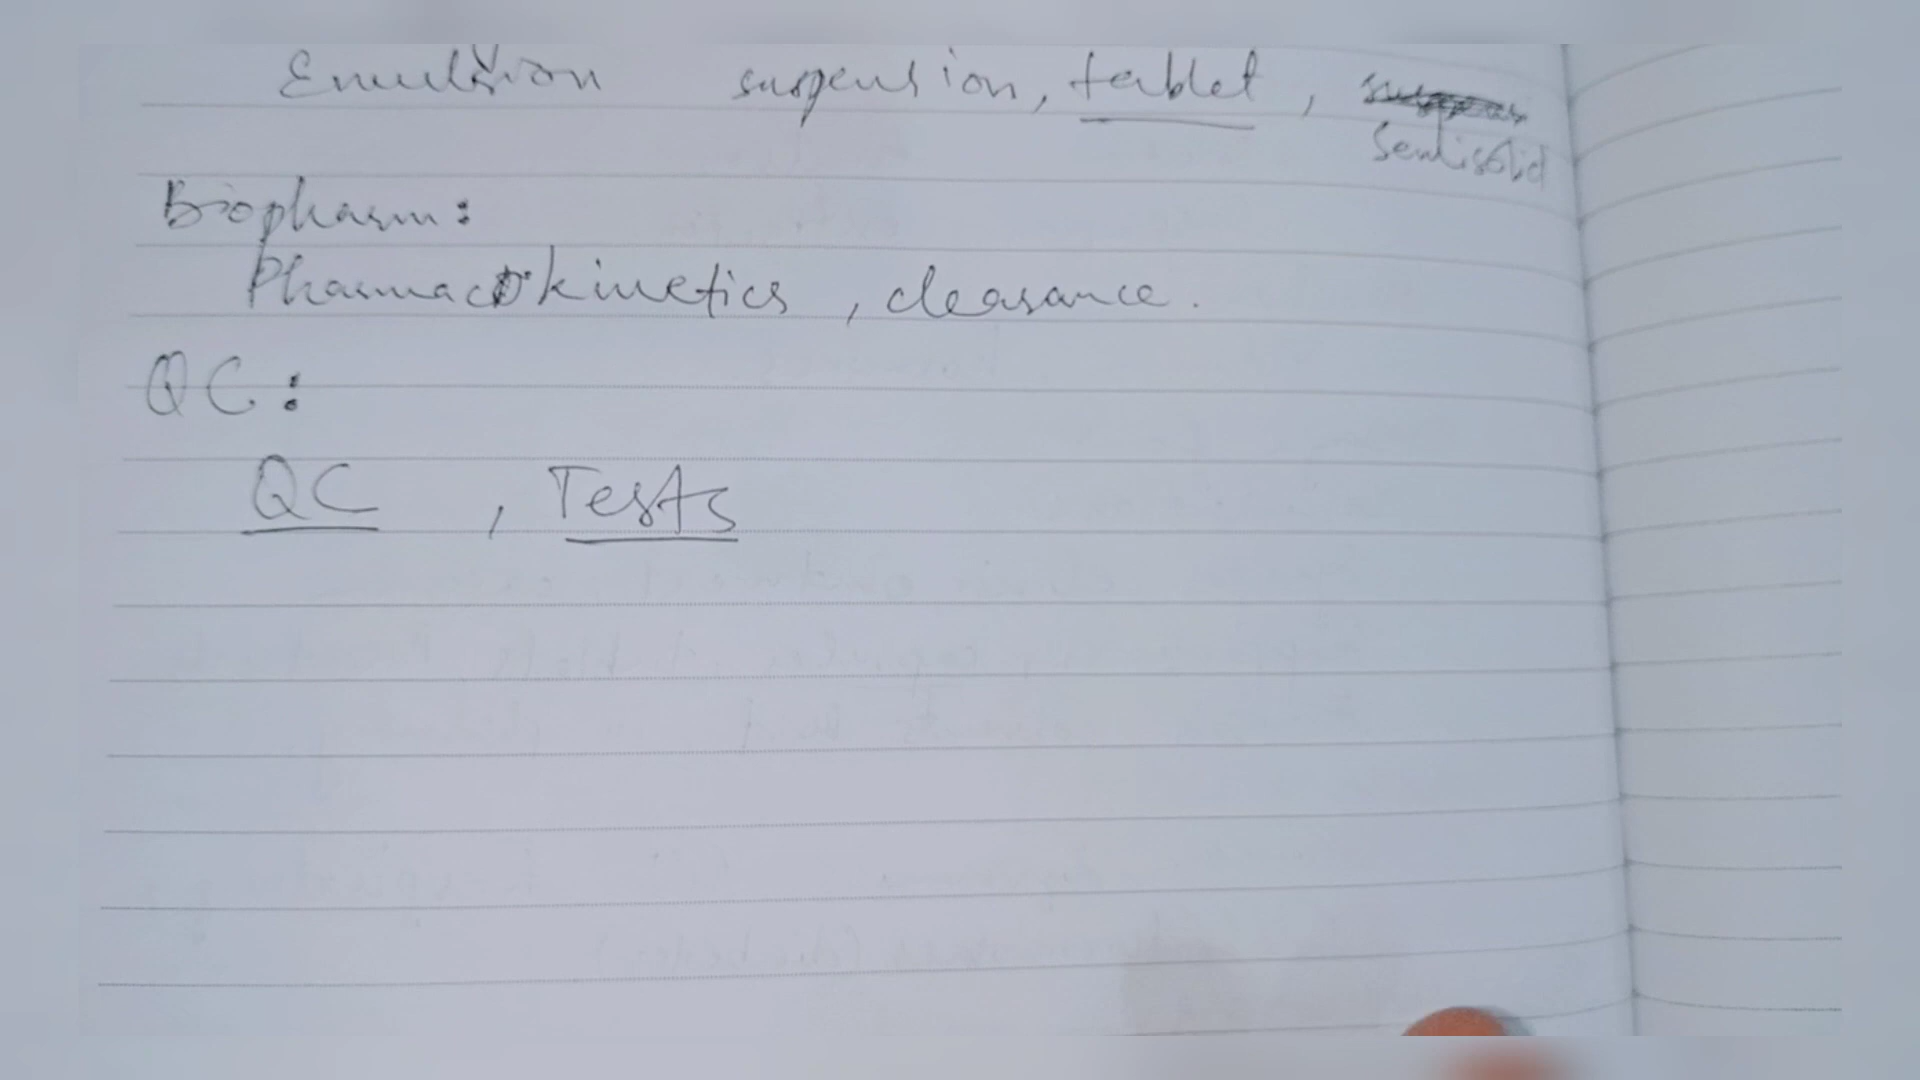 Emulsion suspension, tablet,
Semisolid
Biopharm:
Pharmacokinetics, clearance.
QC:
QC, Tests